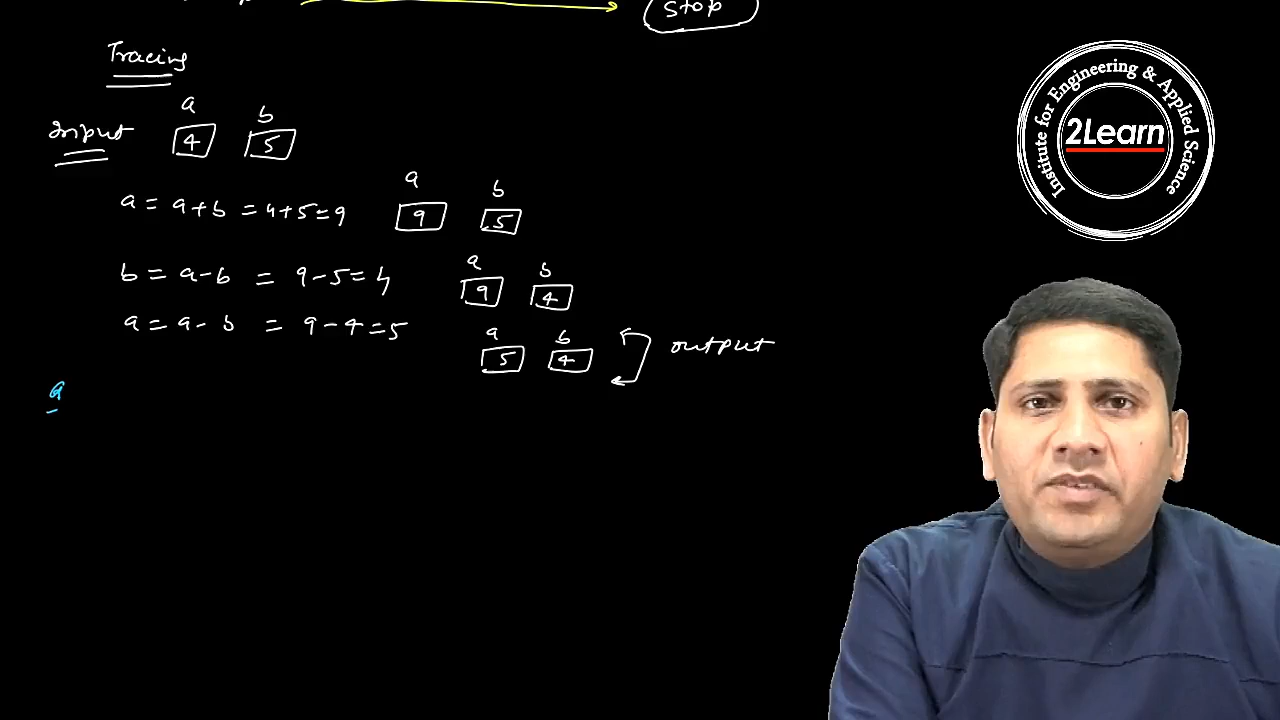 stop
Tracing
a b
Input 4 5
a = a+b = 4+5=9
a b
9 5
b = a-b = 9-5=4
a b
9 4
a = a-b = 9-4=5
a b
5 4
output
a
Institute for Engineering & Applied Science
2Learn